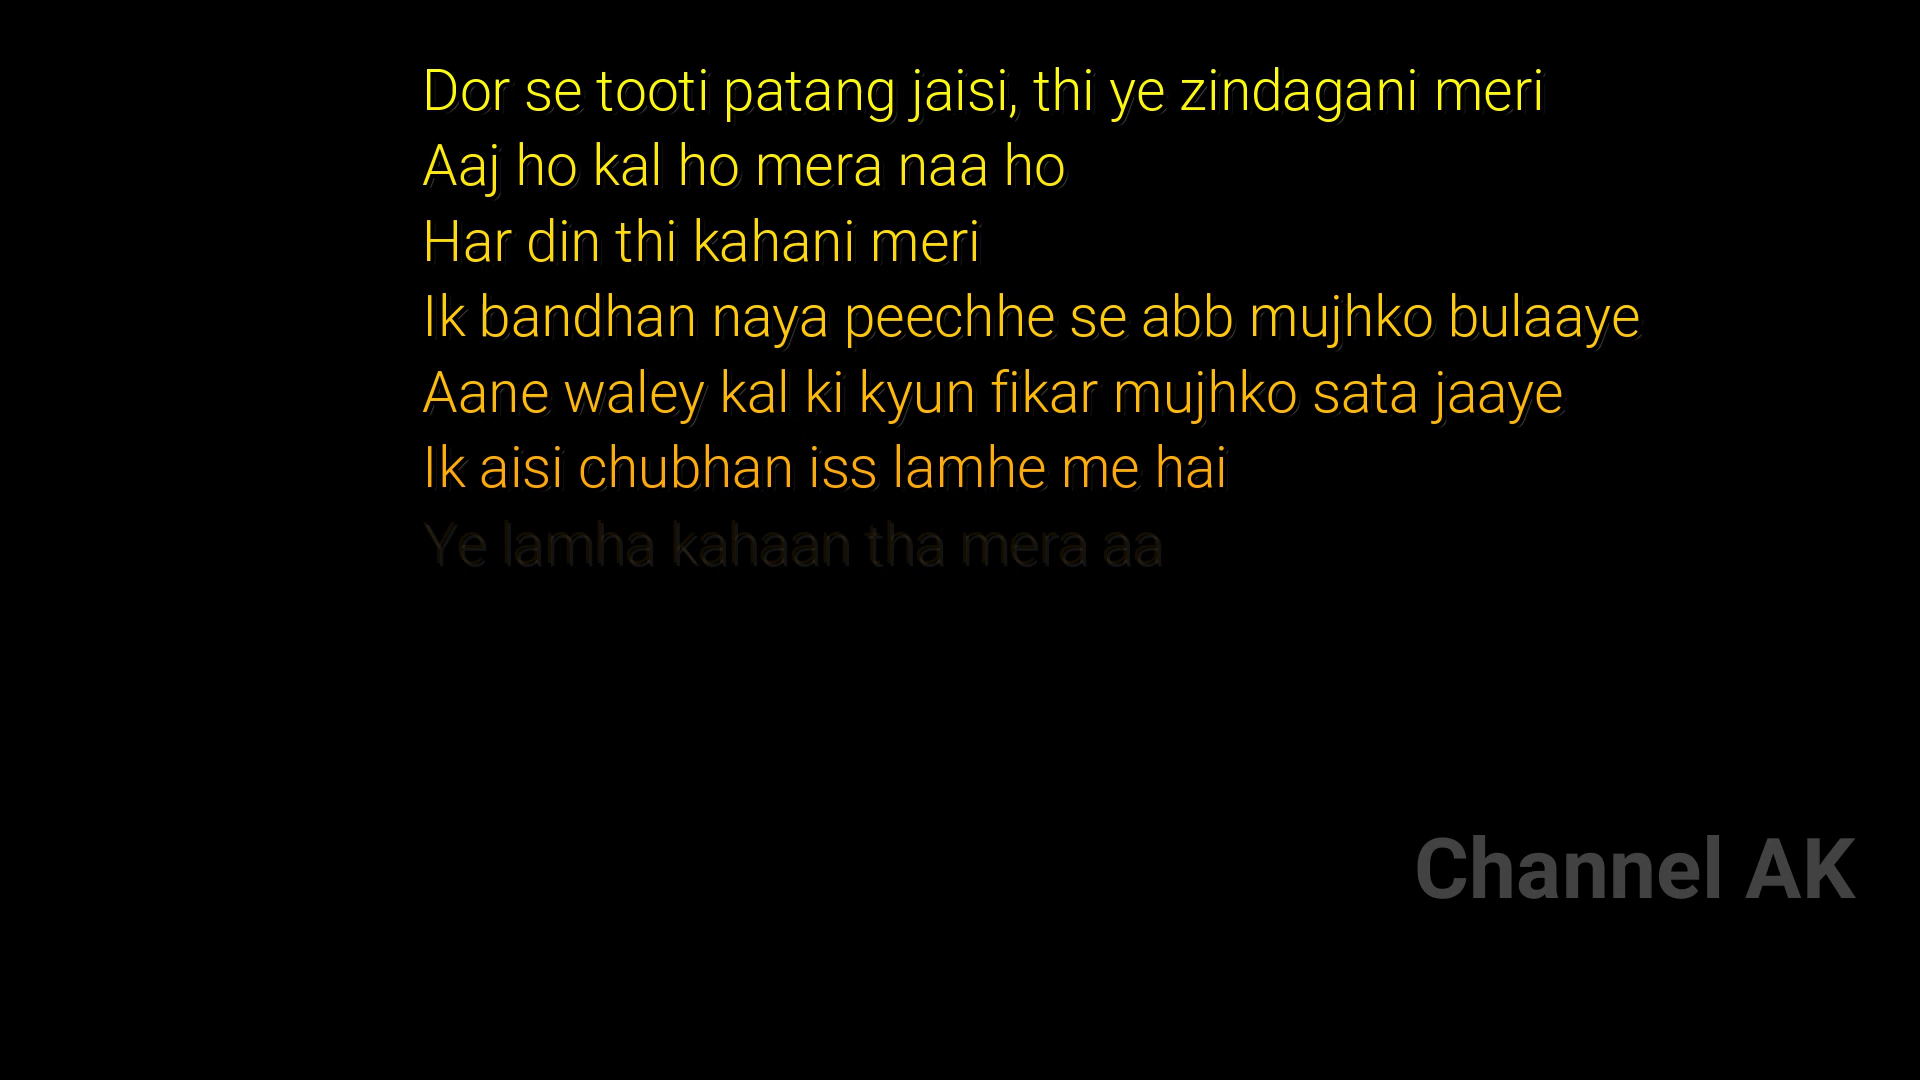 Dor se tooti patang jaisi, thi ye zindagani meri
Aaj ho kal ho mera naa ho
Har din thi kahani meri
Ik bandhan naya peechhe se abb mujhko bulaaye
Aane waley kal ki kyun fikar mujhko sata jaaye
Ik aisi chubhan iss lamhe me hai
Ye lamha kahaan tha mera aa
Channel AK